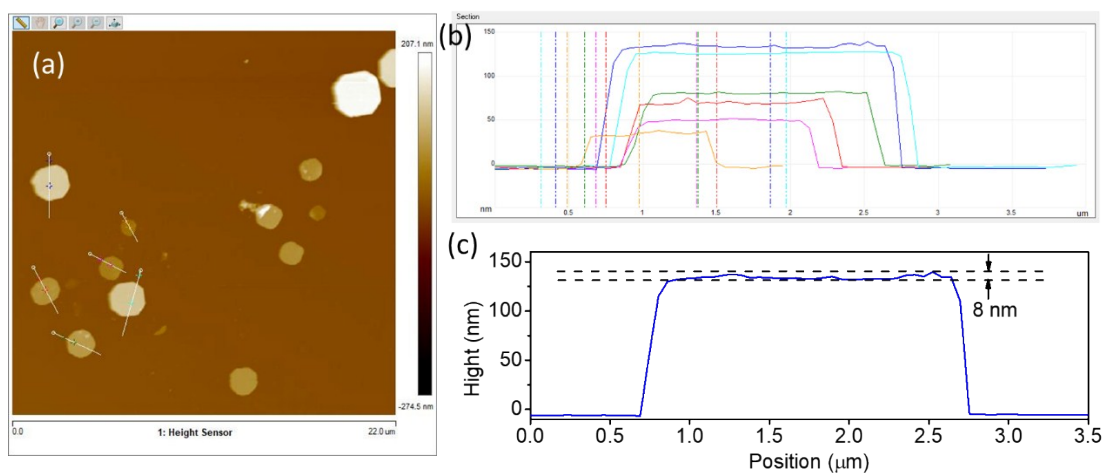 (a)
207.1 nm
-274.5 nm
0.0
1: Height Sensor
22.0 um
(b)
Section
150
100
50
0
nm
0.5
1
1.5
2
2.5
3
3.5
um
(c)
150
125
100
75
50
25
0
Hight (nm)
8 nm
0.0
0.5
1.0
1.5
2.0
2.5
3.0
3.5
Position (μm)